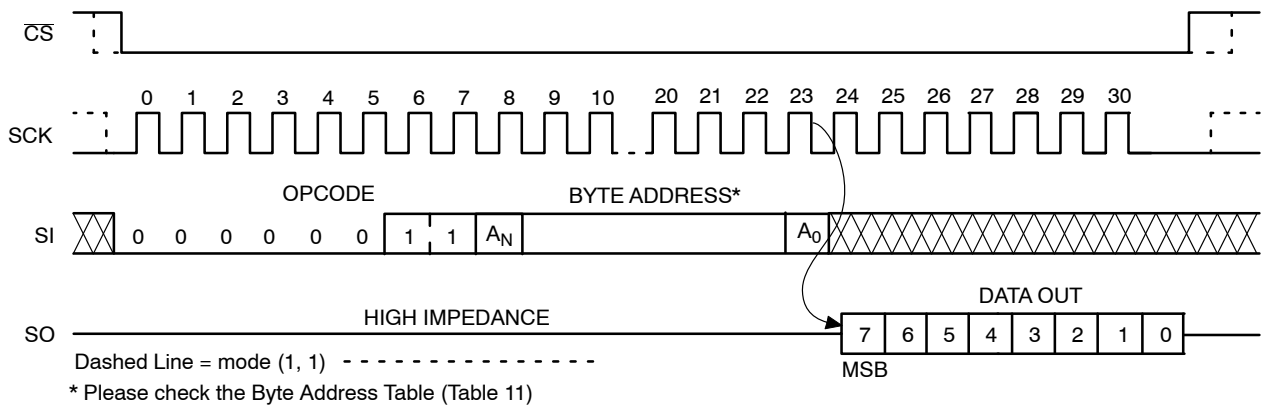 CS
0 1 2 3 4 5 6 7 8 9 10 20 21 22 23 24 25 26 27 28 29 30
SCK
OPCODE BYTE ADDRESS*
SI 0 0 0 0 0 0 1 1 AN A0
DATA OUT
HIGH IMPEDANCE
SO 7 6 5 4 3 2 1 0
Dashed Line = mode (1, 1) - - - - - - - - - - - - - - - -
MSB
* Please check the Byte Address Table (Table 11)